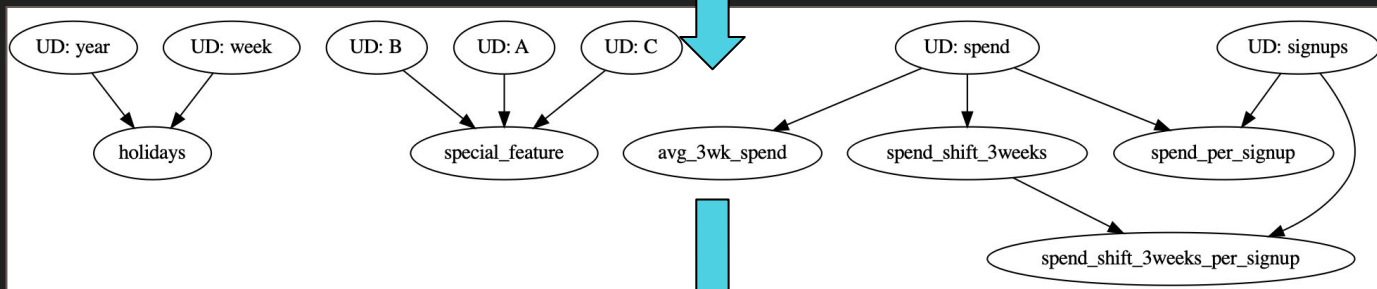 UD: year
UD: week
UD: B
UD: A
UD: C
UD: spend
UD: signups
holidays
special_feature
avg_3wk_spend
spend_shift_3weeks
spend_per_signup
spend_shift_3weeks_per_signup